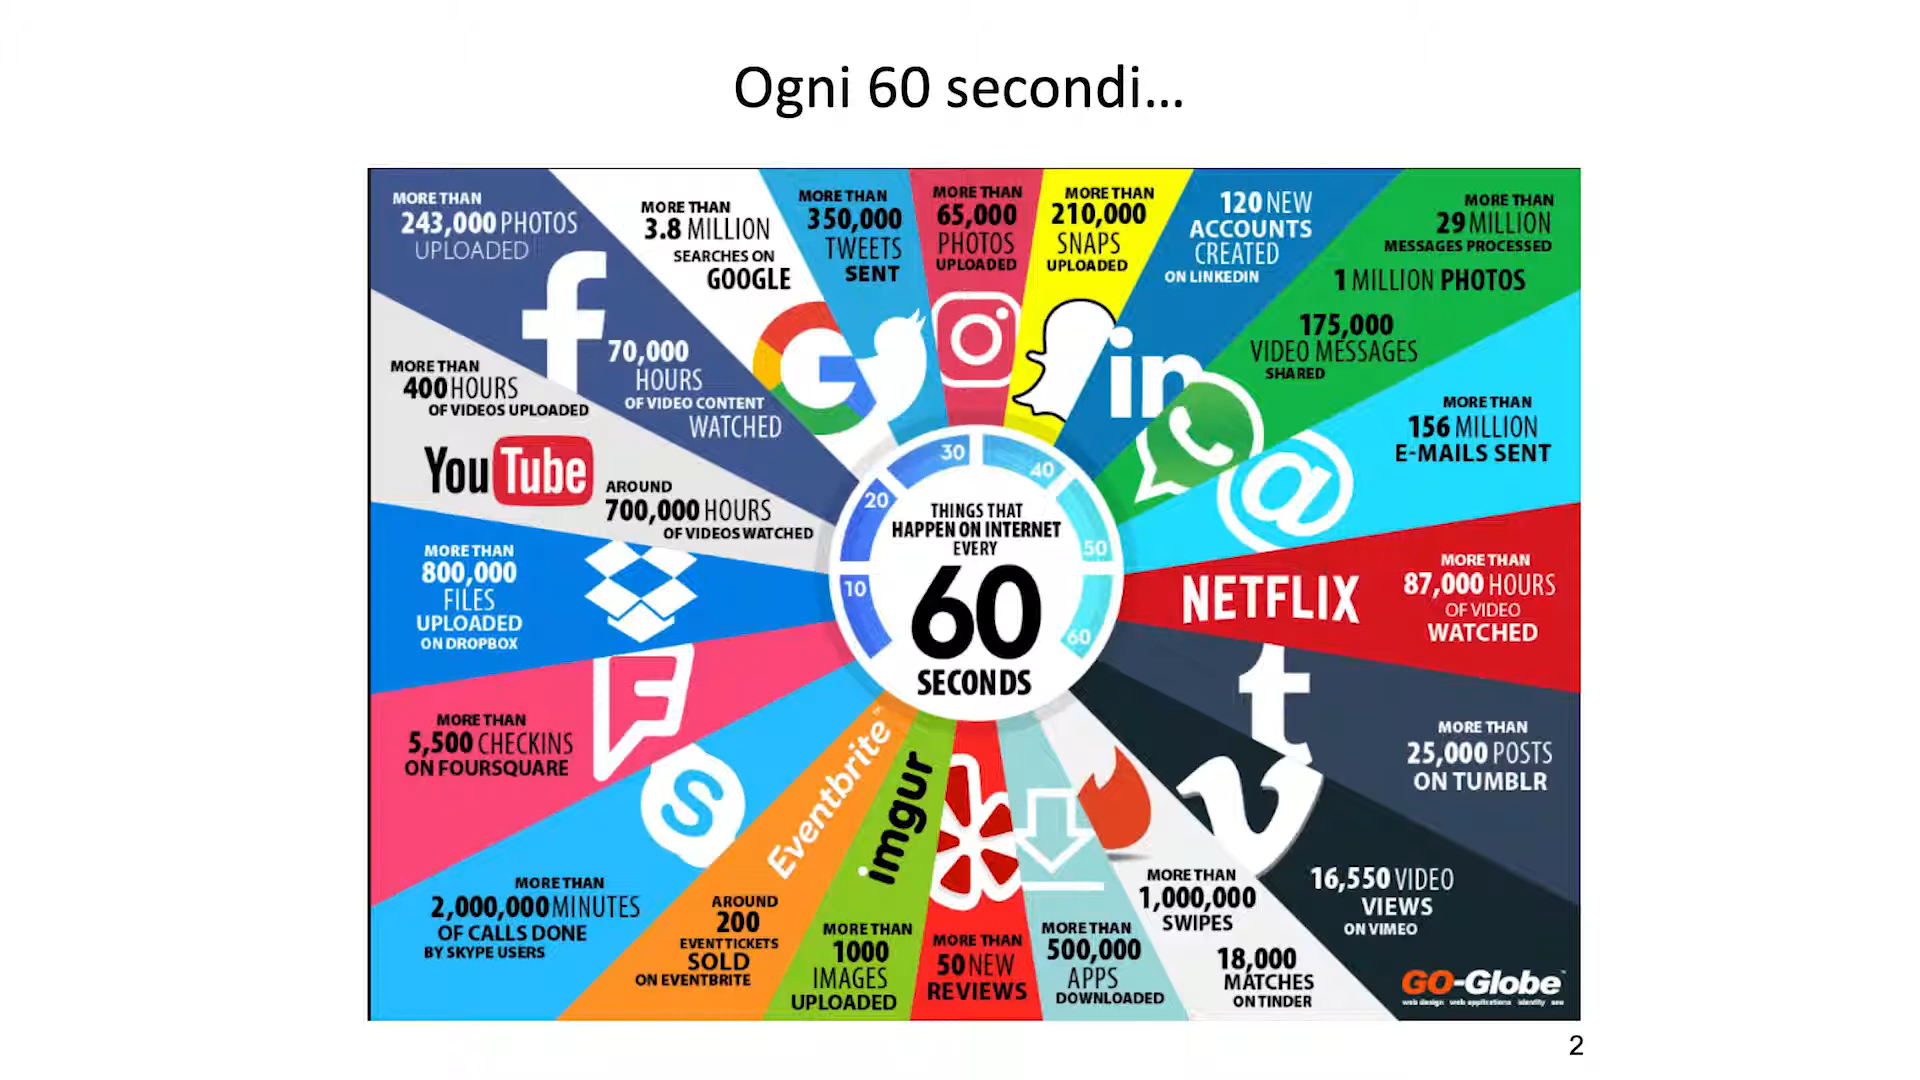 Ogni 60 secondi...
MORE THAN
243,000 PHOTOS
UPLOADED
70,000
HOURS
OF VIDEO CONTENT
WATCHED
MORE THAN
3.8 MILLION
SEARCHES ON
GOOGLE
MORE THAN
350,000
TWEETS
SENT
MORE THAN
65,000
PHOTOS
UPLOADED
MORE THAN
210,000
SNAPS
UPLOADED
120 NEW
ACCOUNTS
CREATED
ON LINKEDIN
in
MORE THAN
29 MILLION
MESSAGES PROCESSED
1 MILLION PHOTOS
175,000
VIDEO MESSAGES
SHARED
MORE THAN
156 MILLION
E-MAILS SENT
@
NETFLIX
MORE THAN
87,000 HOURS
OF VIDEO
WATCHED
MORE THAN
25,000 POSTS
ON TUMBLR
16,550 VIDEO
VIEWS
ON VIMEO
MORE THAN
1,000,000
SWIPES
18,000
MATCHES
ON TINDER
MORE THAN
500,000
APPS
DOWNLOADED
MORE THAN
50 NEW
REVIEWS
imgur
MORE THAN
1000
IMAGES
UPLOADED
Eventbrite™
AROUND
200
EVENT TICKETS
SOLD
ON EVENTBRITE
MORE THAN
2,000,000 MINUTES
OF CALLS DONE
BY SKYPE USERS
MORE THAN
5,500 CHECKINS
ON FOURSQUARE
MORE THAN
800,000
FILES
UPLOADED
ON DROPBOX
MORE THAN
400 HOURS
OF VIDEOS UPLOADED
YouTube
AROUND
700,000 HOURS
OF VIDEOS WATCHED
10
20
30
40
50
60
THINGS THAT
HAPPEN ON INTERNET
EVERY
60
SECONDS
GO-Globe™
web design web applications identity seo
2